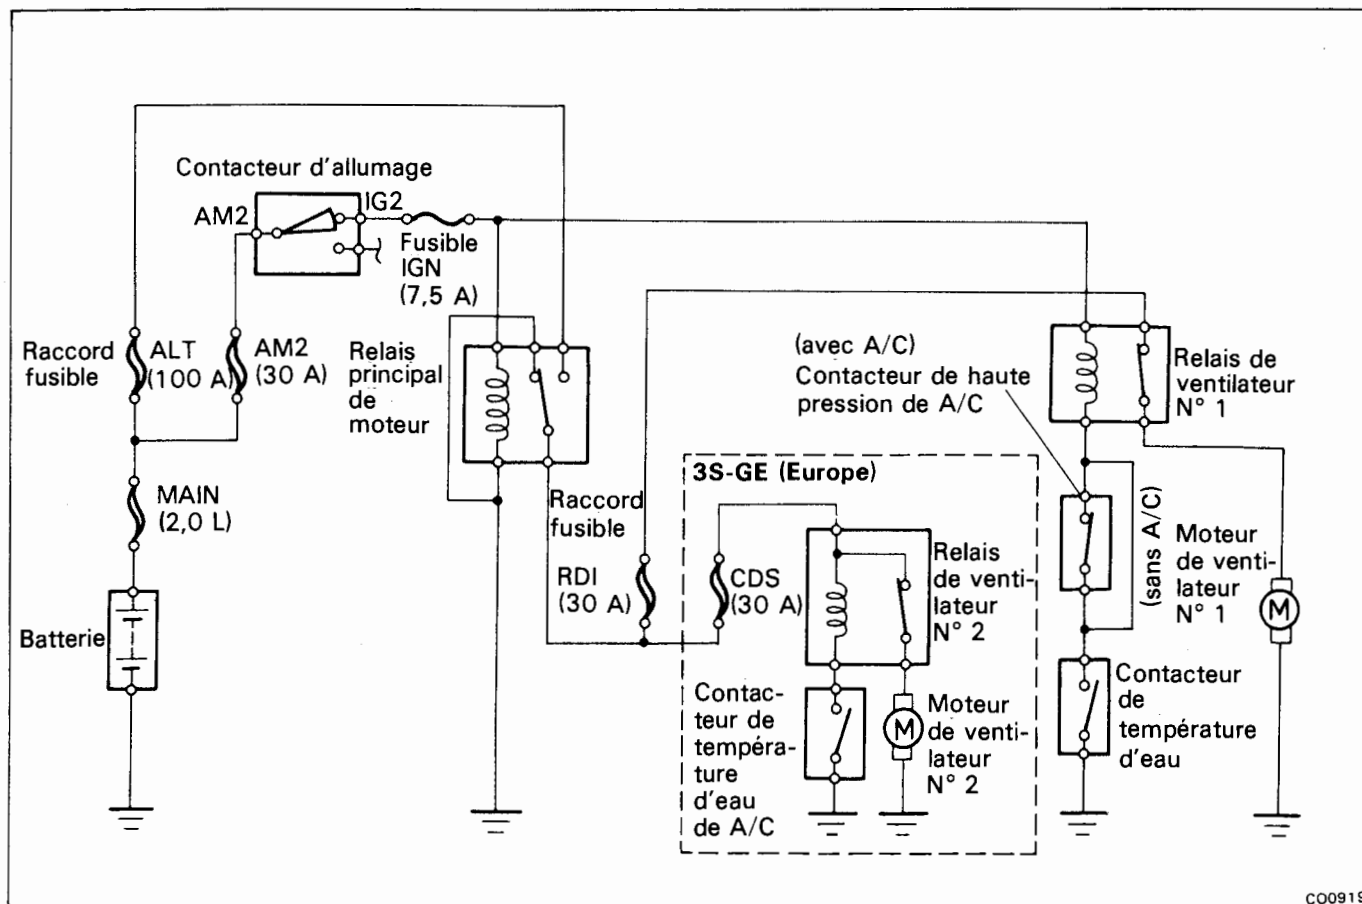 Contacteur d'allumage
AM2
IG2
Fusible
IGN
(7,5 A)
Raccord
fusible
ALT
(100 A)
AM2
(30 A)
Relais
principal
de
moteur
(avec A/C)
Contacteur de haute
pression de A/C
Relais de
ventilateur
N° 1
MAIN
(2,0 L)
Batterie
Raccord
fusible
RDI
(30 A)
3S-GE (Europe)
CDS
(30 A)
Relais
de venti-
lateur
N° 2
(sans A/C)
Moteur
de venti-
lateur
N° 1
M
Contac-
teur de
tempéra-
ture
d'eau
de A/C
M
Moteur
de venti-
lateur
N° 2
Contacteur
de
température
d'eau
CO0919